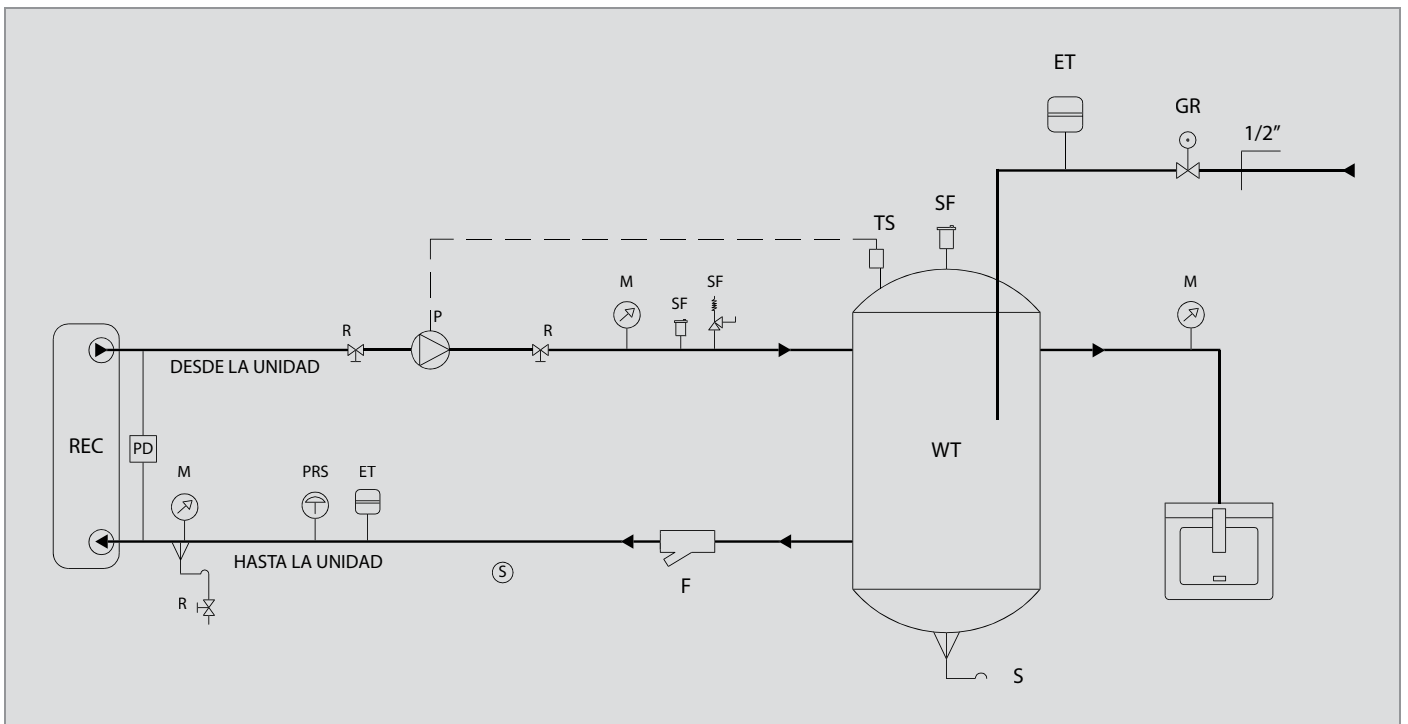 ET
GR
1/2”
TS
SF
M
SF
SF
M
R
P
R
DESDE LA UNIDAD
REC
PD
WT
M
PRS
ET
HASTA LA UNIDAD
S
F
R
S